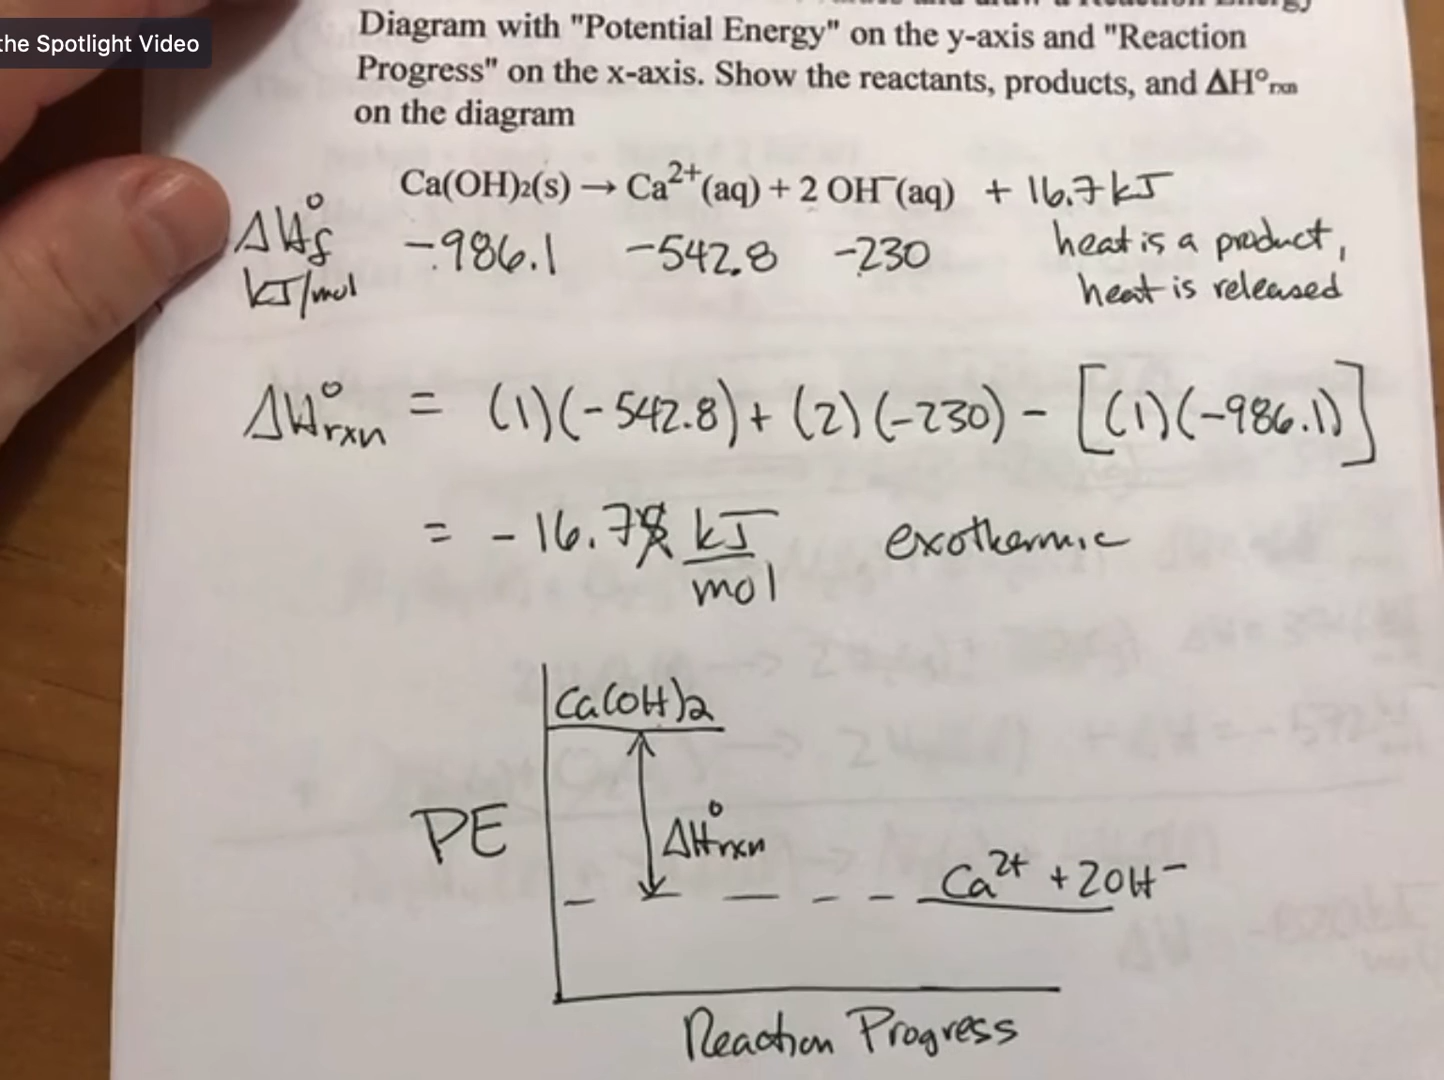 the Spotlight Video
Diagram with "Potential Energy" on the y-axis and "Reaction
Progress" on the x-axis. Show the reactants, products, and ΔH°rxn
on the diagram
Ca(OH)₂(s) → Ca²⁺(aq) + 2 OH⁻(aq) + 16.7 kJ
ΔH°f -986.1 -542.8 -230 heat is a product,
kJ/mol heat is released
ΔH°rxn = (1)(-542.8) + (2)(-230) - [(1)(-986.1)]
= -16.7 kJ/mol exothermic
Ca(OH)₂
PE
ΔH°rxn
Ca²⁺ + 2OH⁻
Reaction Progress